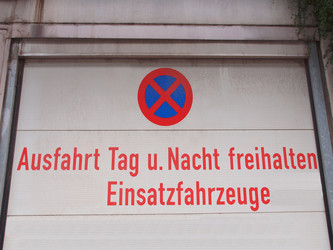 Ausfahrt Tag u. Nacht freihalten
Einsatzfahrzeuge